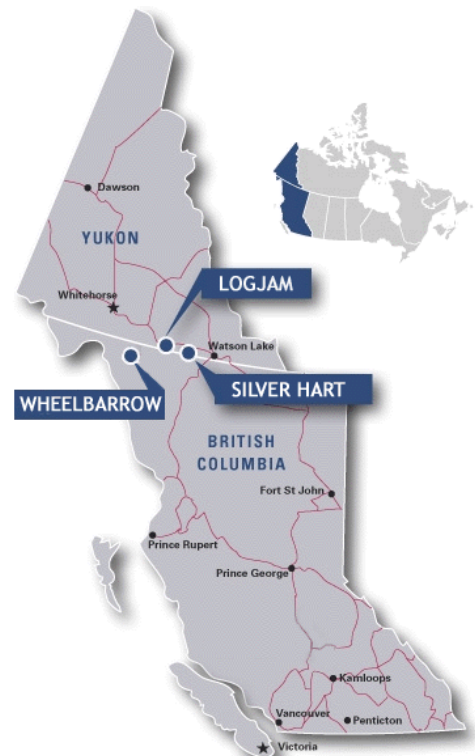 Dawson
YUKON
LOGJAM
Whitehorse
Watson Lake
SILVER HART
WHEELBARROW
BRITISH
COLUMBIA
Fort St John
Prince Rupert
Prince George
Kamloops
Vancouver
Penticton
Victoria